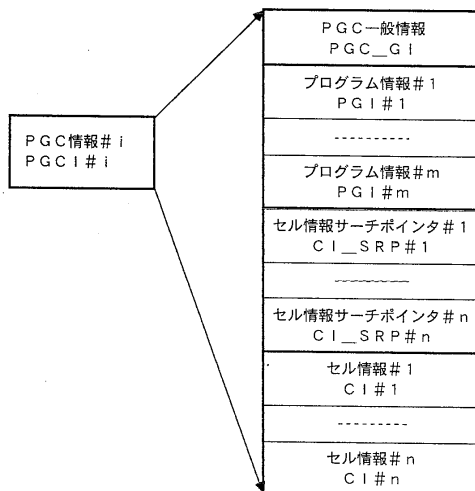 PGC情報#i
PGCI#i
PGC一般情報
PGC_GI
プログラム情報#1
PGI#1
----------
プログラム情報#m
PGI#m
セル情報サーチポインタ#1
CI_SRP#1
----------
セル情報サーチポインタ#n
CI_SRP#n
セル情報#1
CI#1
----------
セル情報#n
CI#n